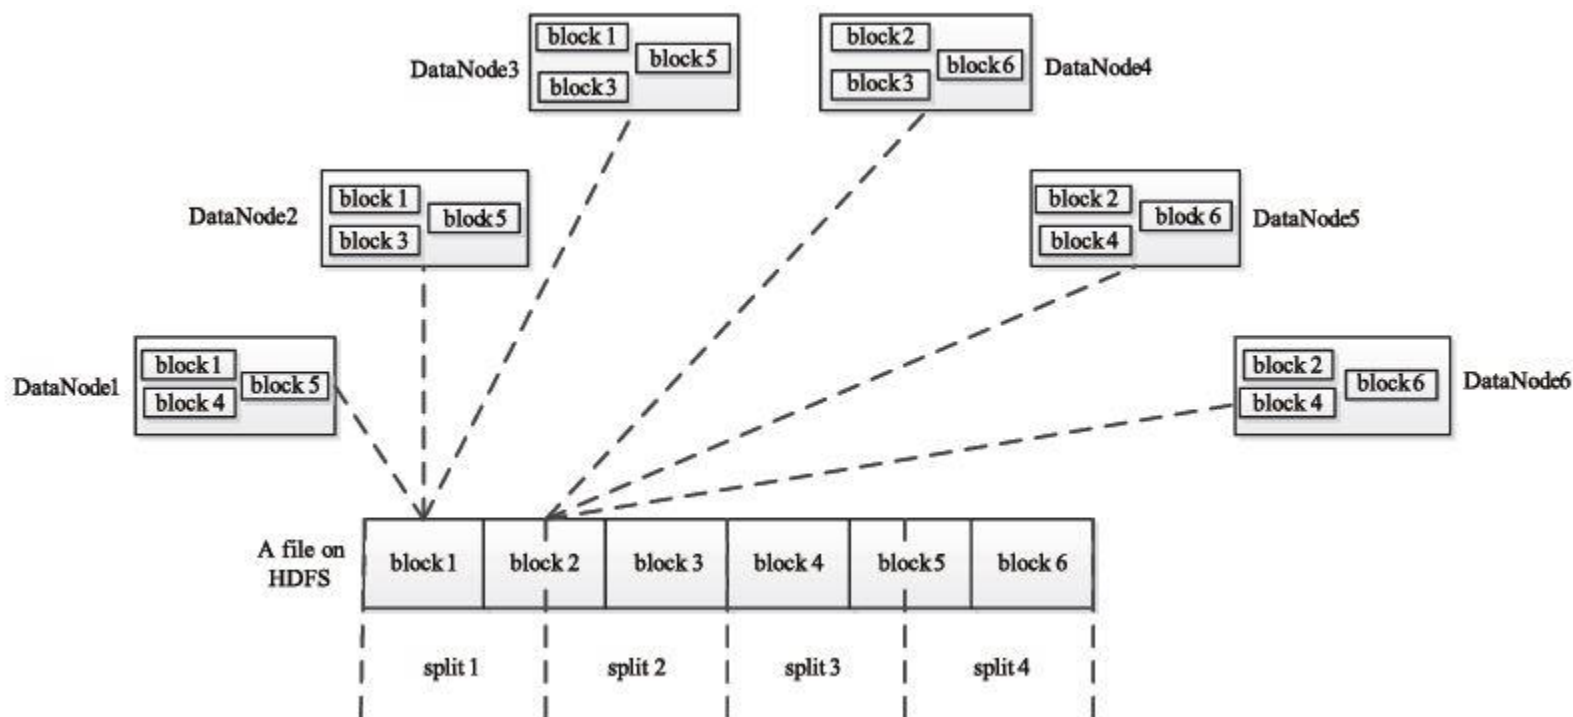 block 1
block 5
block 3
DataNode3
block 2
block 6
block 3
DataNode4
DataNode2
block 1
block 5
block 3
block 2
block 6
block 4
DataNode5
DataNode1
block 1
block 5
block 4
block 2
block 6
block 4
DataNode6
A file on
HDFS
block 1
block 2
block 3
block 4
block 5
block 6
split 1
split 2
split 3
split 4